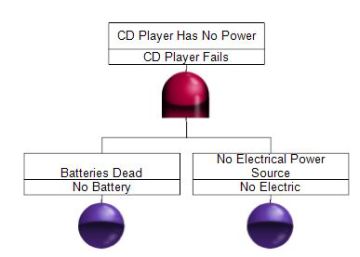 CD Player Has No Power
CD Player Fails
Batteries Dead
No Battery
No Electrical Power
Source
No Electric